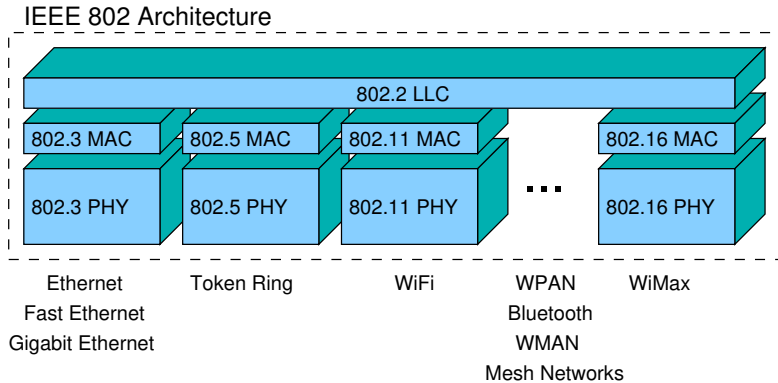 IEEE 802 Architecture
802.2 LLC
802.3 MAC
802.5 MAC
802.11 MAC
802.16 MAC
802.3 PHY
802.5 PHY
802.11 PHY
...
802.16 PHY
Ethernet
Token Ring
WiFi
WPAN
WiMax
Fast Ethernet
Bluetooth
Gigabit Ethernet
WMAN
Mesh Networks